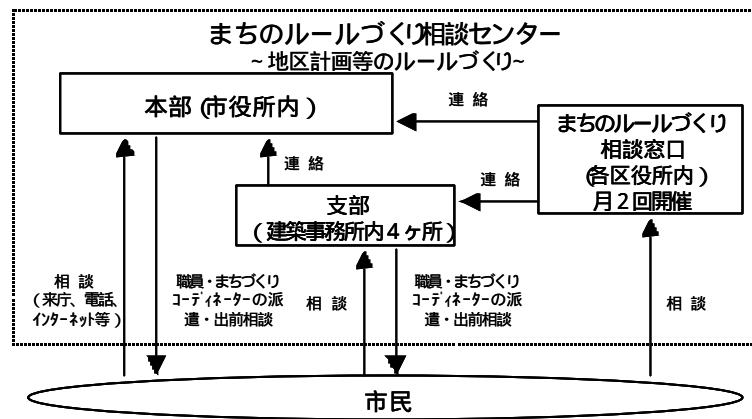 まちのルールづくり相談センター
~地区計画等のルールづくり~
本部（市役所内）
連 絡
まちのルールづくり
相談窓口
（各区役所内）
月２回開催
連 絡
連 絡
支部
（建築事務所内４ヶ所）
相 談
（来庁、電話、
インターネット等）
職員・まちづくり
コーディネーターの派
遣・出前相談
相 談
職員・まちづくり
コーディネーターの派
遣・出前相談
相 談
市民